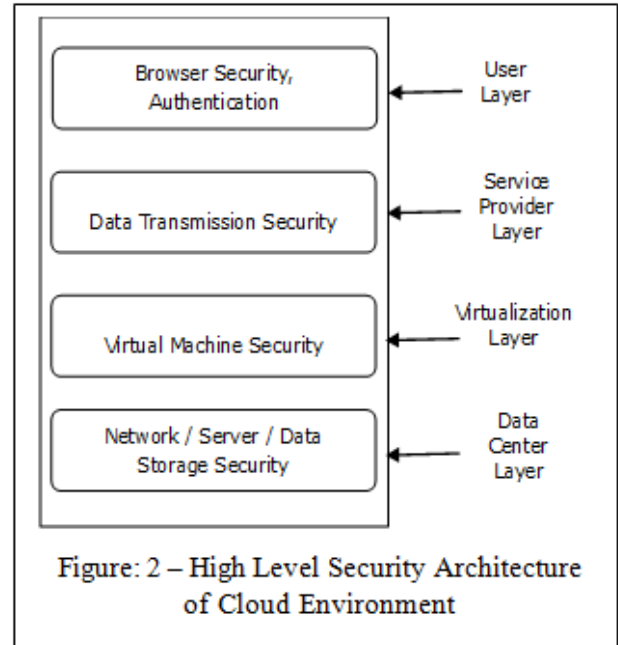 Browser Security,
Authentication
User
Layer
Data Transmission Security
Service
Provider
Layer
Virtual Machine Security
Virtualization
Layer
Network / Server / Data
Storage Security
Data
Center
Layer
Figure: 2 – High Level Security Architecture
of Cloud Environment